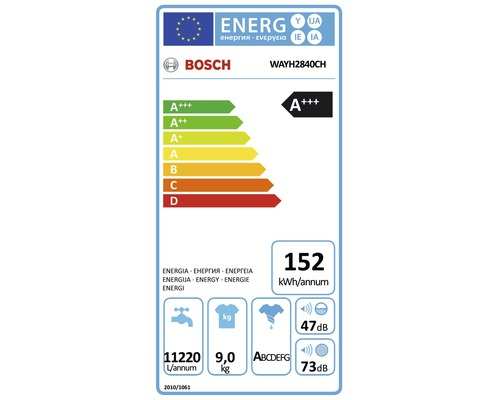 ENERG Y IJA
енергия · ενεργεια IE IA
BOSCH WAYH2840CH
A+++ A+++
A++
A+
A
B
C
D
152
kWh/annum
ENERGIA · ЕНЕРГИЯ · ΕΝΕΡΓΕΙΑ
ENERGIJA · ENERGY · ENERGIE
ENERGI
kg
47dB
11220
L/annum
9,0
kg
ABCDEFG
73dB
2010/1061